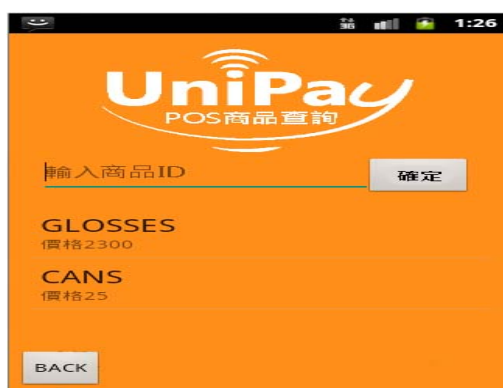 3G 1:26
UniPay
POS商品查詢
輸入商品ID 確定
GLOSSES
價格2300
CANS
價格25
BACK